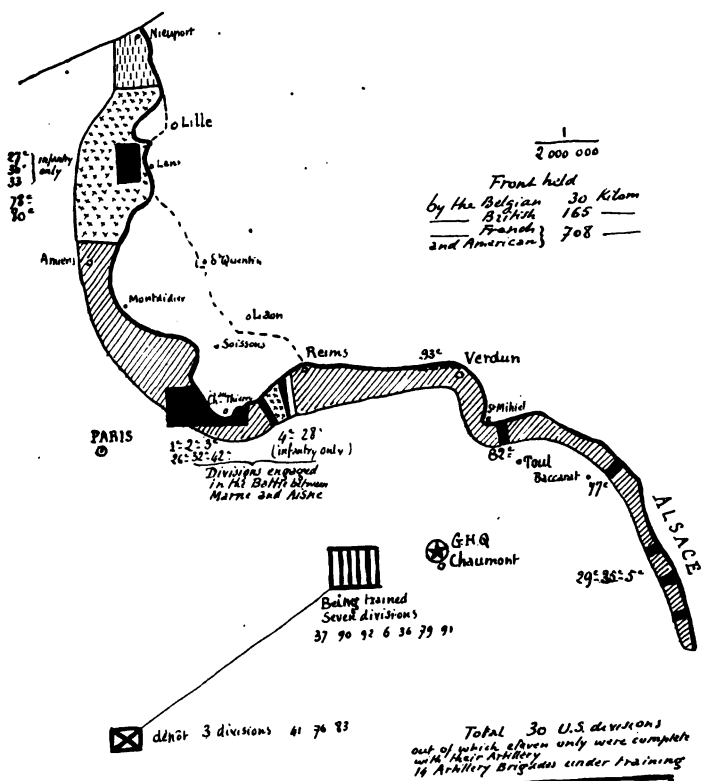 Nieuport
Lille
Lens
27e
30e
33
} infantry only
78e
80e
1
2 000 000
Front held
by the Belgian 30 Kilom
—— British 165 ——
—— French
and American } 708 ——
Amiens
St Quentin
Montdidier
Laon
Soissons
Reims
93e
Verdun
Chau Thierry
St Mihiel
PARIS
1e 2e 3e
26e 32e 42e
4e 28e
(infantry only)
Divisions engaged
in the Battle between
Marne and Aisne
82e
Toul
Baccarat
77e
ALSACE
G.H.Q
Chaumont
29e 35e 5e
Being trained
Seven divisions
37 90 92 6 36 79 91
dépôt 3 divisions 41 76 83
Total 30 U.S. divisions
out of which eleven only were complete
with their Artillery
14 Artillery Brigades under training